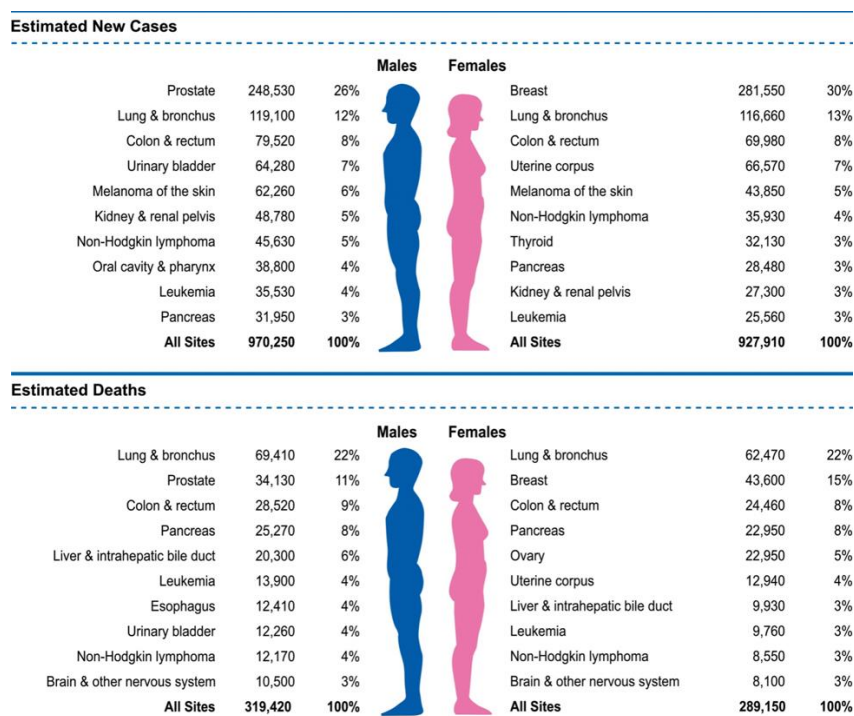 Estimated New Cases
Males Females
Prostate 248,530 26% Breast 281,550 30%
Lung & bronchus 119,100 12% Lung & bronchus 116,660 13%
Colon & rectum 79,520 8% Colon & rectum 69,980 8%
Urinary bladder 64,280 7% Uterine corpus 66,570 7%
Melanoma of the skin 62,260 6% Melanoma of the skin 43,850 5%
Kidney & renal pelvis 48,780 5% Non-Hodgkin lymphoma 35,930 4%
Non-Hodgkin lymphoma 45,630 5% Thyroid 32,130 3%
Oral cavity & pharynx 38,800 4% Pancreas 28,480 3%
Leukemia 35,530 4% Kidney & renal pelvis 27,300 3%
Pancreas 31,950 3% Leukemia 25,560 3%
All Sites 970,250 100% All Sites 927,910 100%
Estimated Deaths
Males Females
Lung & bronchus 69,410 22% Lung & bronchus 62,470 22%
Prostate 34,130 11% Breast 43,600 15%
Colon & rectum 28,520 9% Colon & rectum 24,460 8%
Pancreas 25,270 8% Pancreas 22,950 8%
Liver & intrahepatic bile duct 20,300 6% Ovary 22,950 5%
Leukemia 13,900 4% Uterine corpus 12,940 4%
Esophagus 12,410 4% Liver & intrahepatic bile duct 9,930 3%
Urinary bladder 12,260 4% Leukemia 9,760 3%
Non-Hodgkin lymphoma 12,170 4% Non-Hodgkin lymphoma 8,550 3%
Brain & other nervous system 10,500 3% Brain & other nervous system 8,100 3%
All Sites 319,420 100% All Sites 289,150 100%